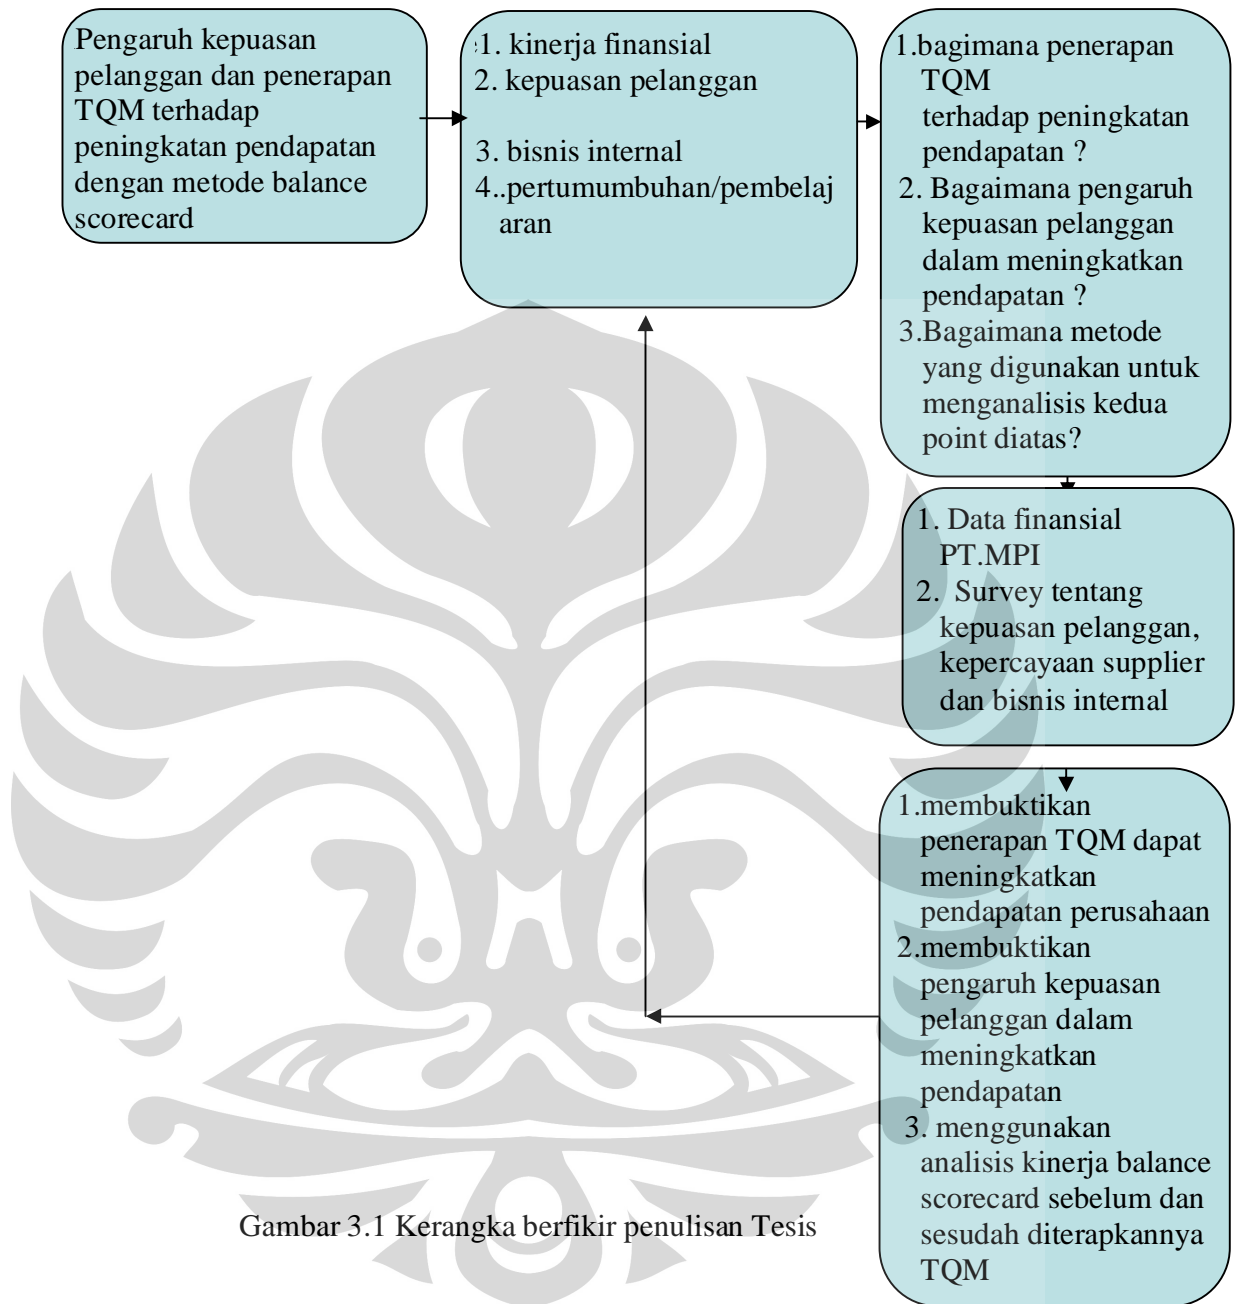 Pengaruh kepuasan
pelanggan dan penerapan
TQM terhadap
peningkatan pendapatan
dengan metode balance
scorecard
1. kinerja finansial
2. kepuasan pelanggan
3. bisnis internal
4..pertumumbuhan/pembelaj
aran
1.bagimana penerapan
TQM
terhadap peningkatan
pendapatan ?
2. Bagaimana pengaruh
kepuasan pelanggan
dalam meningkatkan
pendapatan ?
3.Bagaimana metode
yang digunakan untuk
menganalisis kedua
point diatas?
1. Data finansial
PT.MPI
2. Survey tentang
kepuasan pelanggan,
kepercayaan supplier
dan bisnis internal
1.membuktikan
penerapan TQM dapat
meningkatkan
pendapatan perusahaan
2.membuktikan
pengaruh kepuasan
pelanggan dalam
meningkatkan
pendapatan
3. menggunakan
analisis kinerja balance
scorecard sebelum dan
sesudah diterapkannya
TQM
Gambar 3.1 Kerangka berfikir penulisan Tesis